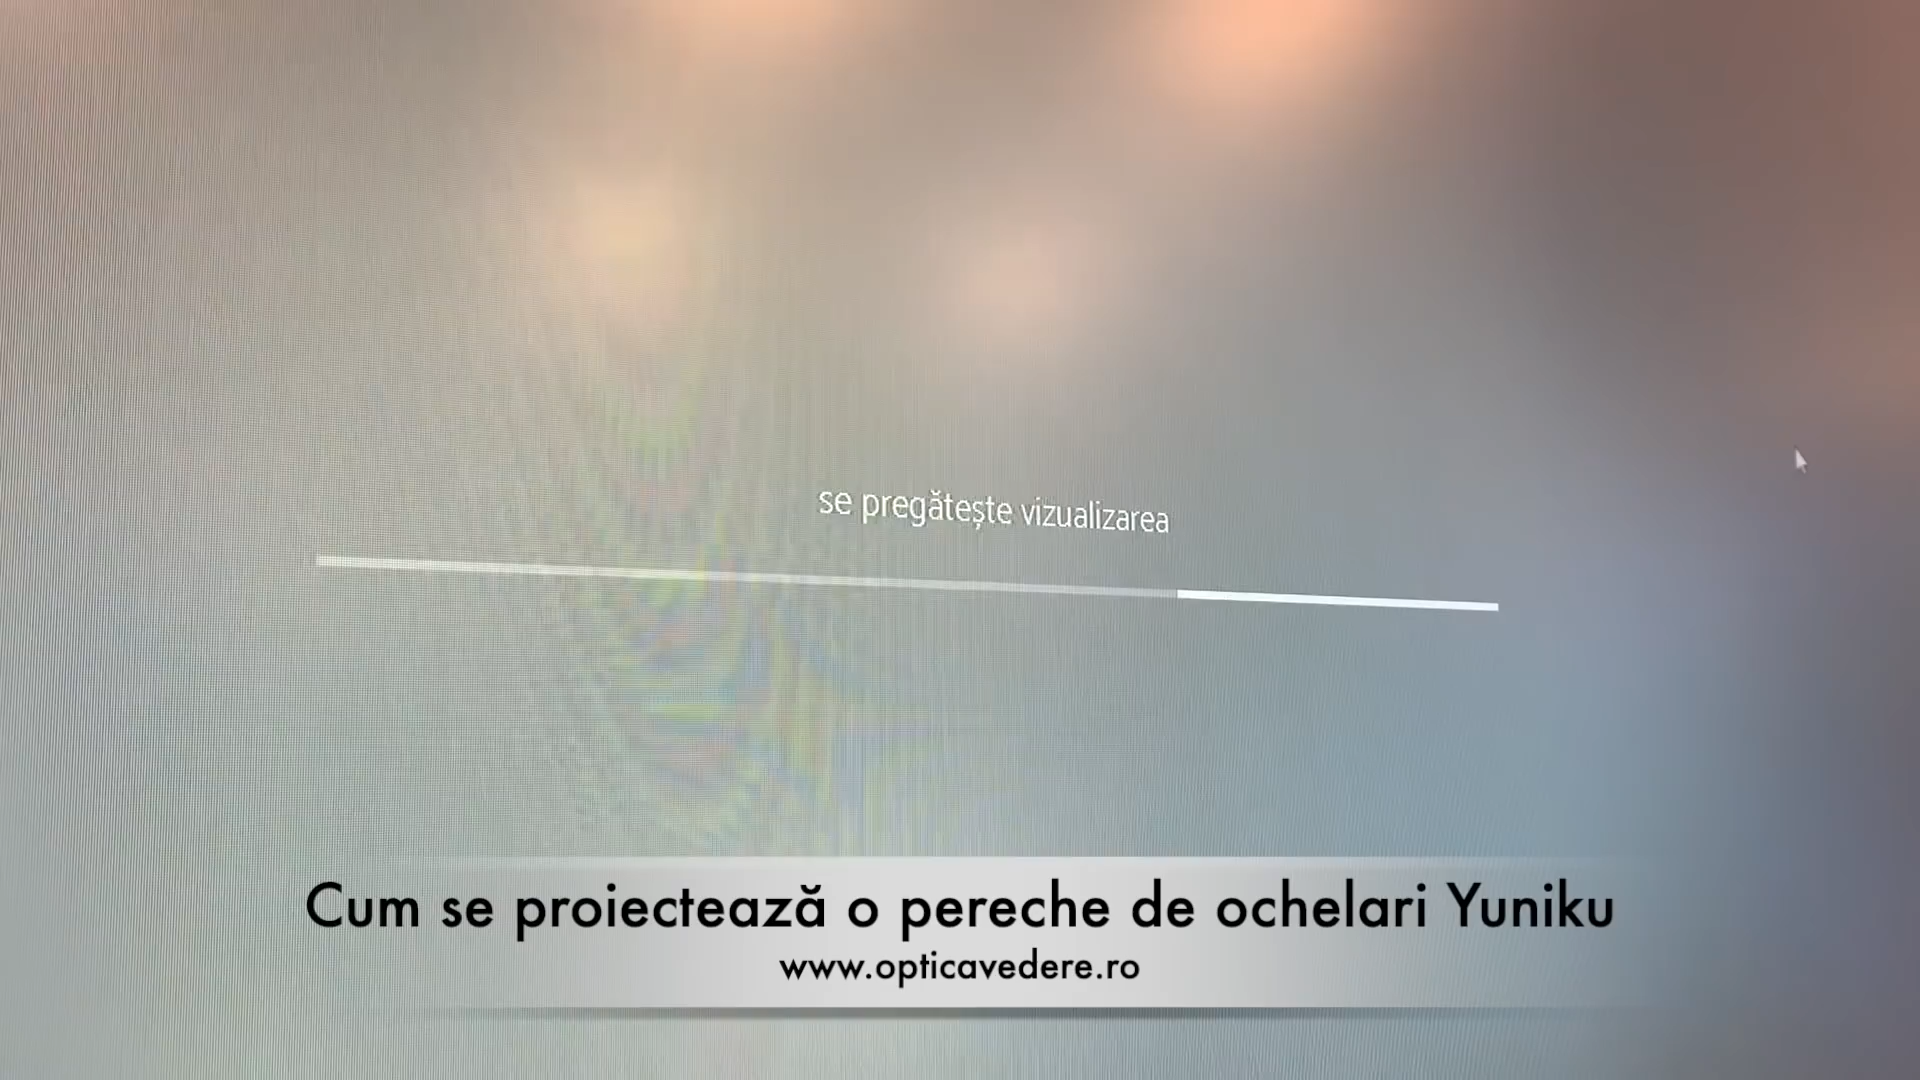 se pregătește vizualizarea
Cum se proiectează o pereche de ochelari Yuniku
www.opticavedere.ro